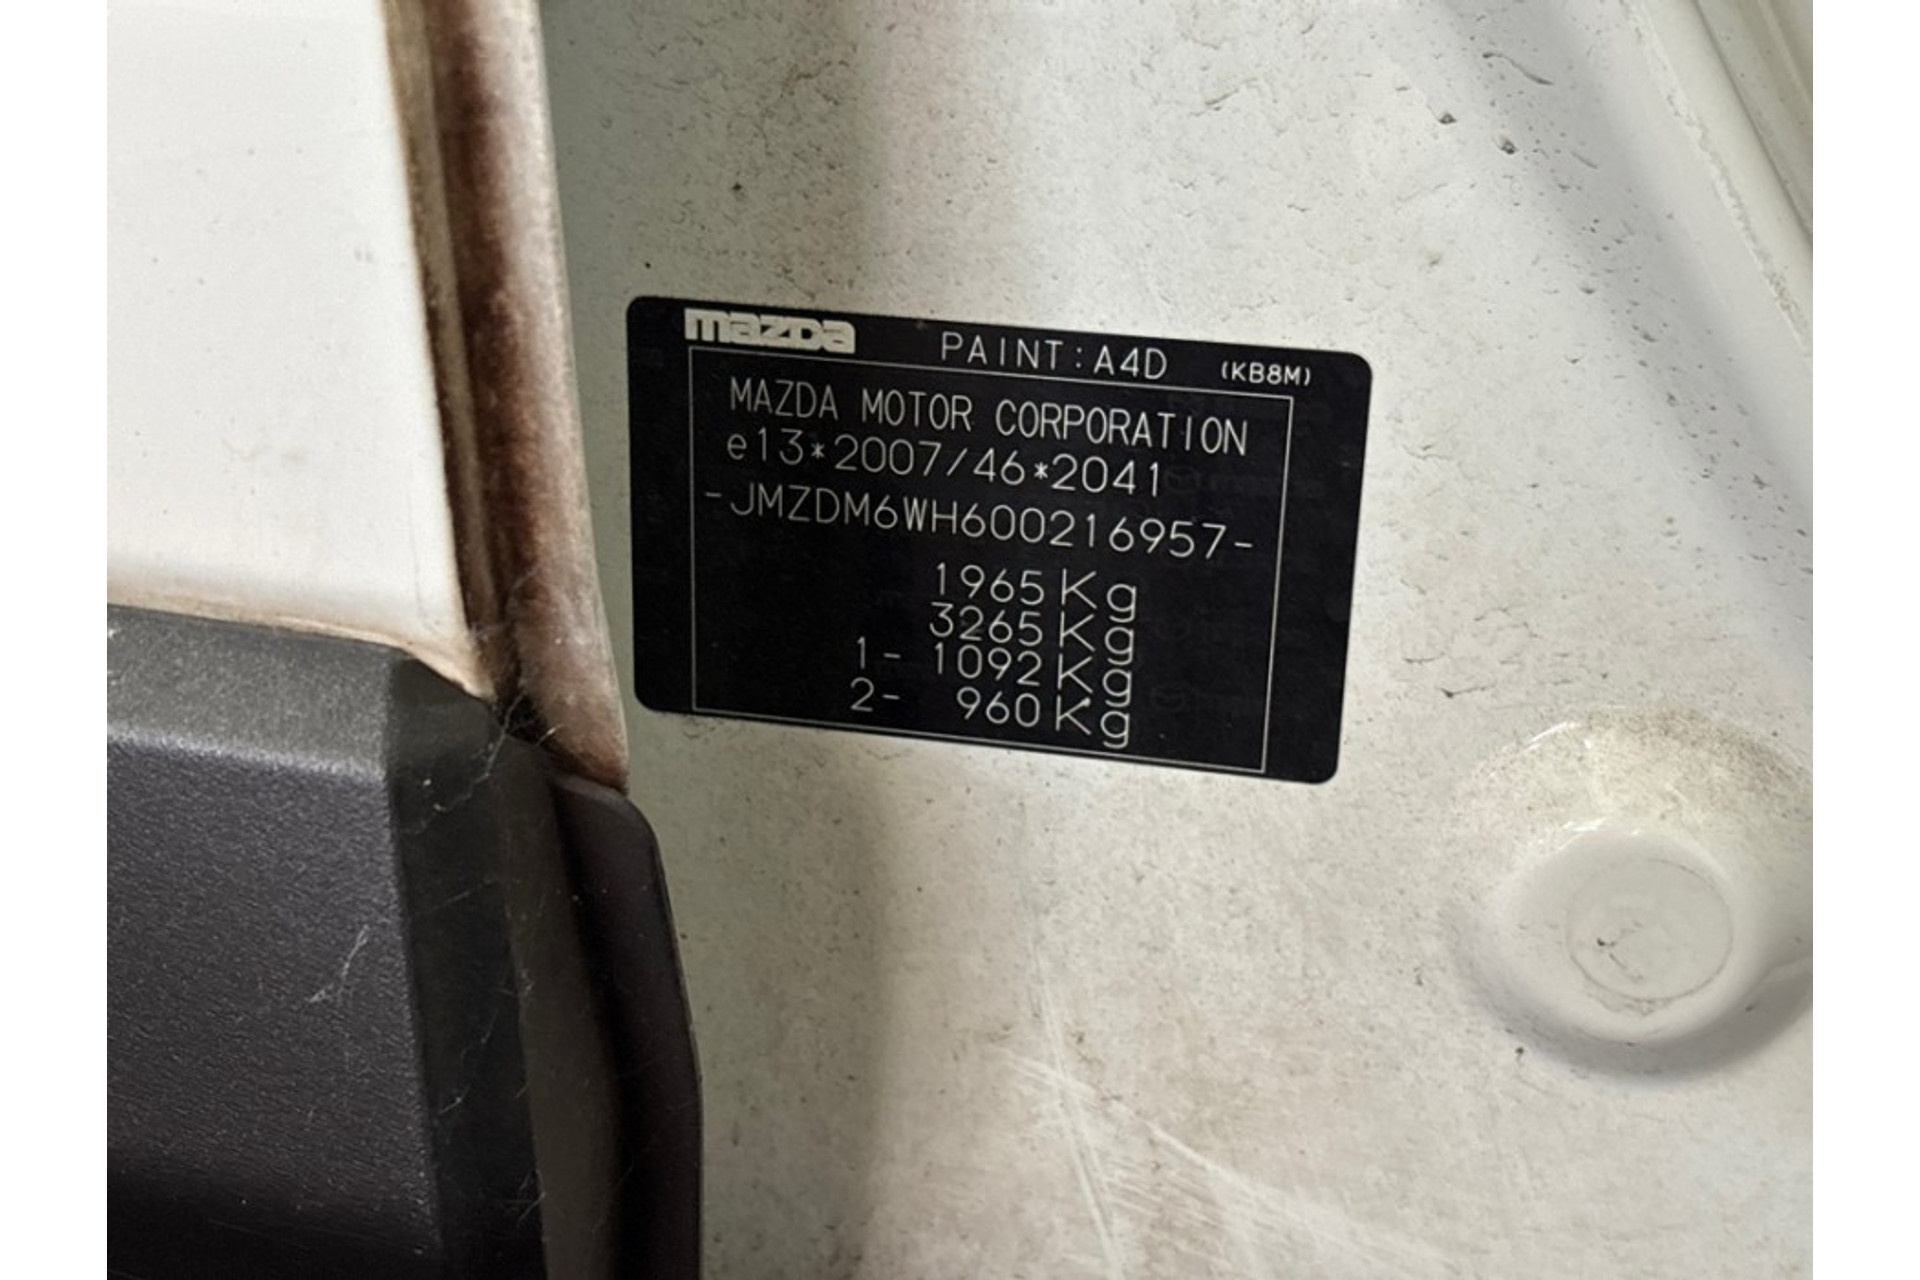 mazda PAINT:A4D (KB8M)
MAZDA MOTOR CORPORATION
e13*2007/46*2041
-JMZDM6WH600216957-
1965Kg
3265Kg
1- 1092Kg
2- 960Kg